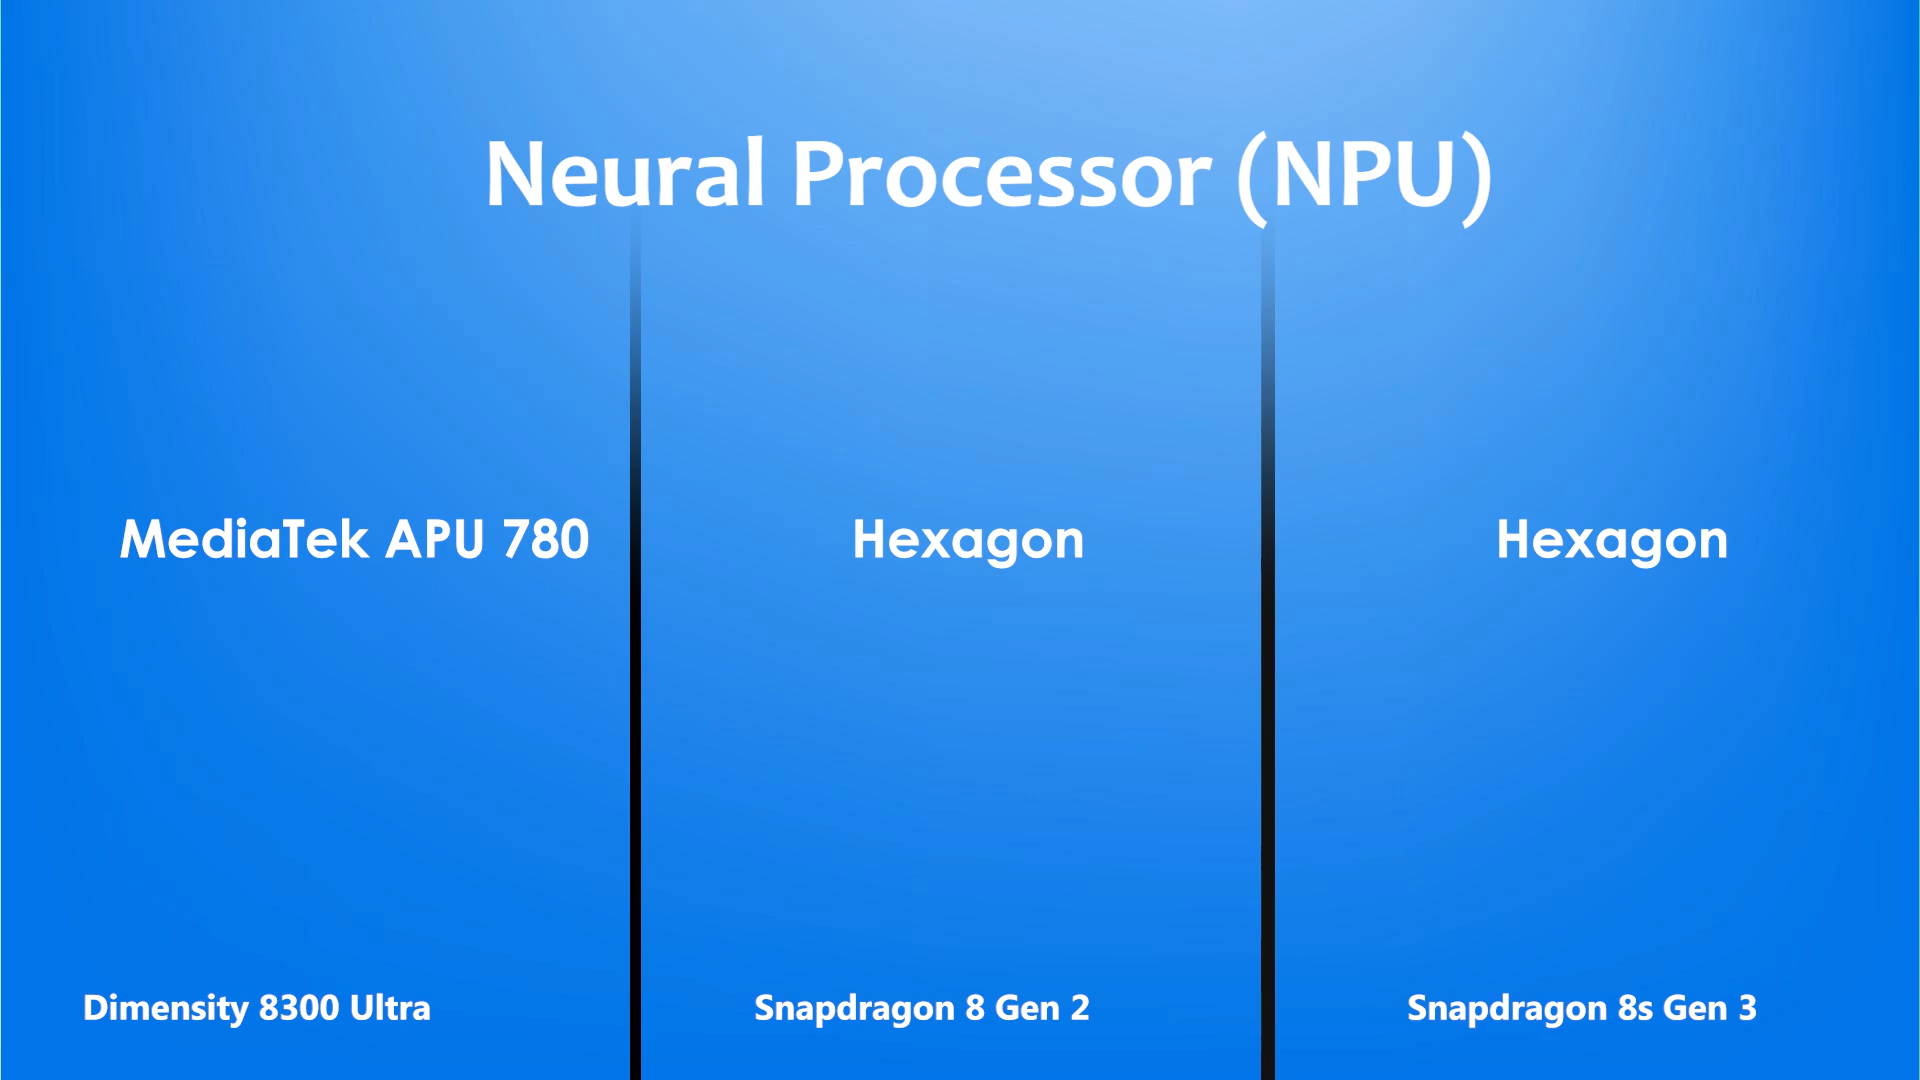 Neural Processor (NPU)
MediaTek APU 780
Hexagon
Hexagon
Dimensity 8300 Ultra
Snapdragon 8 Gen 2
Snapdragon 8s Gen 3